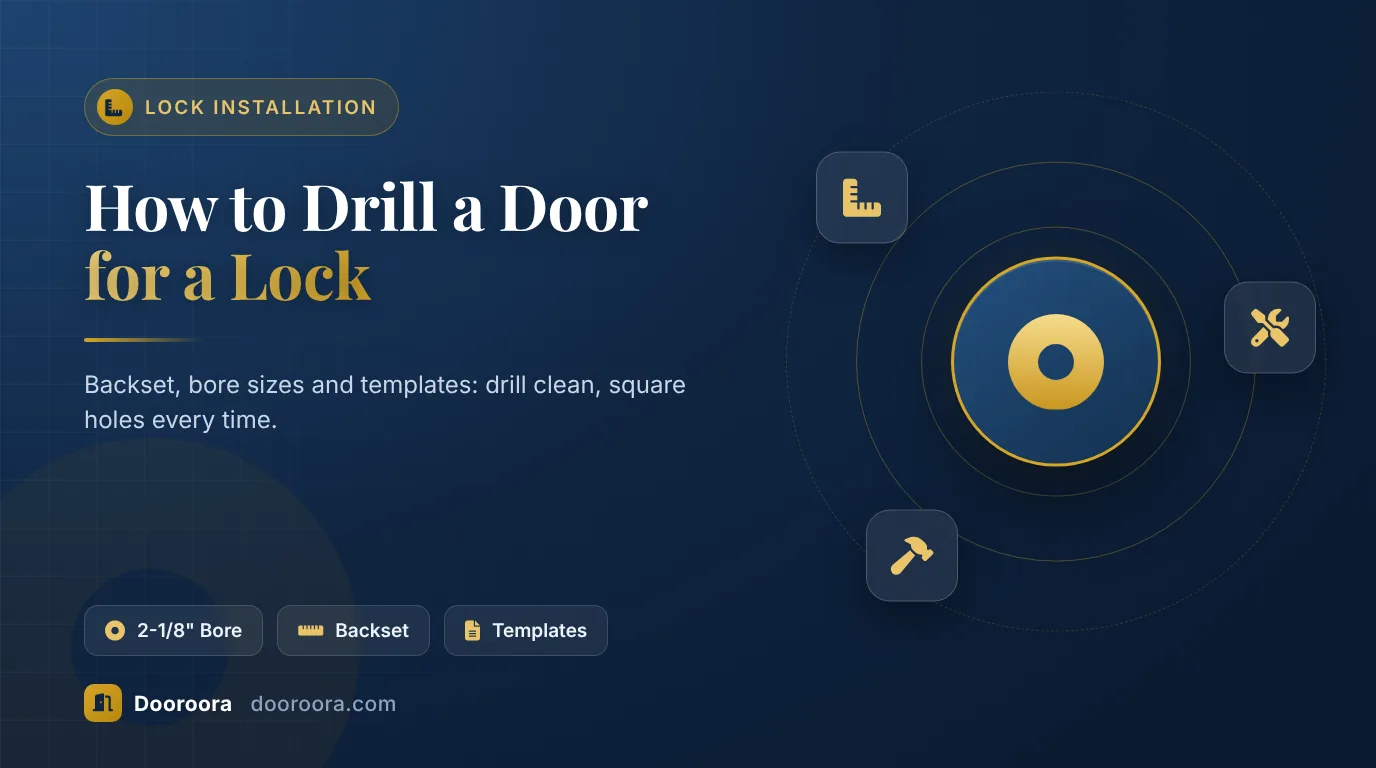 LOCK INSTALLATION
How to Drill a Door
for a Lock
Backset, bore sizes and templates: drill clean, square
holes every time.
2-1/8" Bore
Backset
Templates
Dooroora dooroora.com